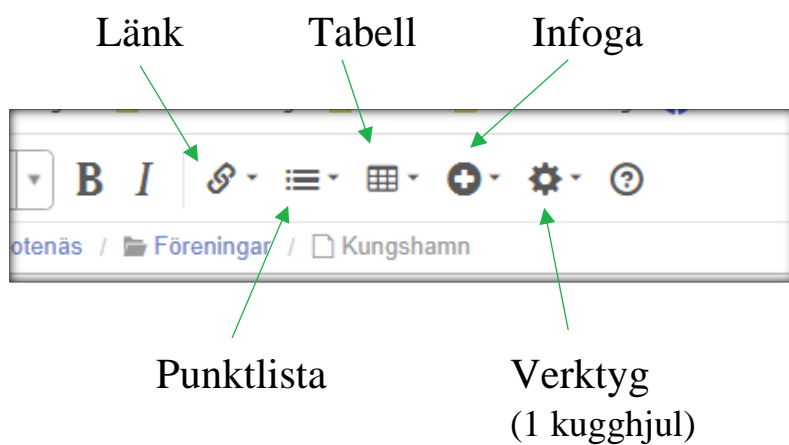 Länk Tabell Infoga
B I
otenäs / Föreningar / Kungshamn
Punktlista Verktyg
(1 kugghjul)